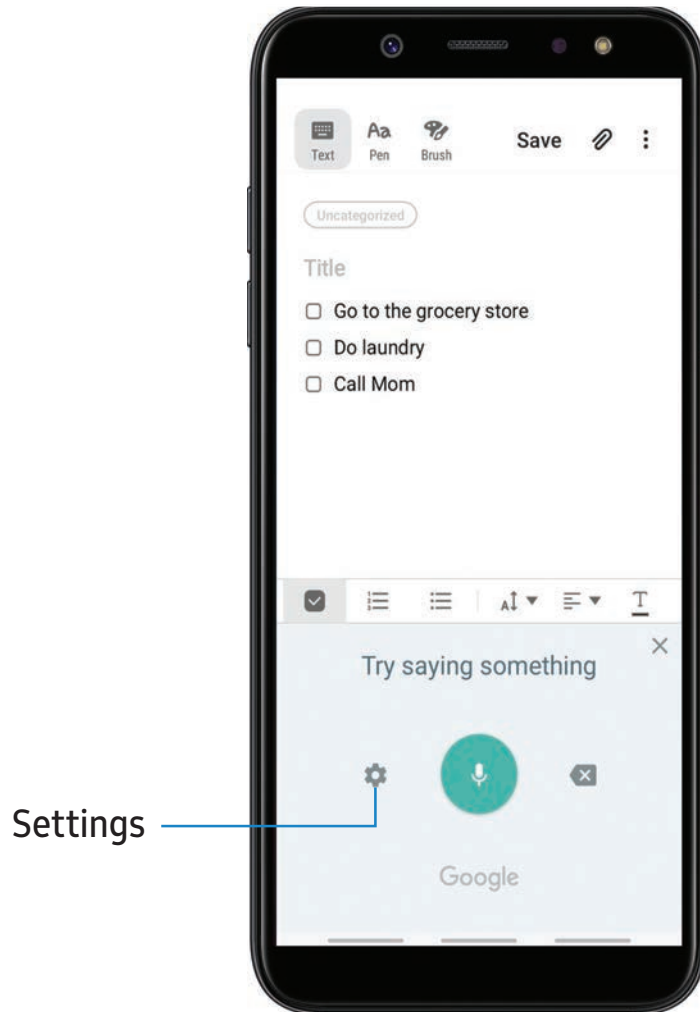 Text
Aa
Pen
Brush
Save
Uncategorized
Title
Go to the grocery store
Do laundry
Call Mom
A
T
Try saying something
Settings
Google